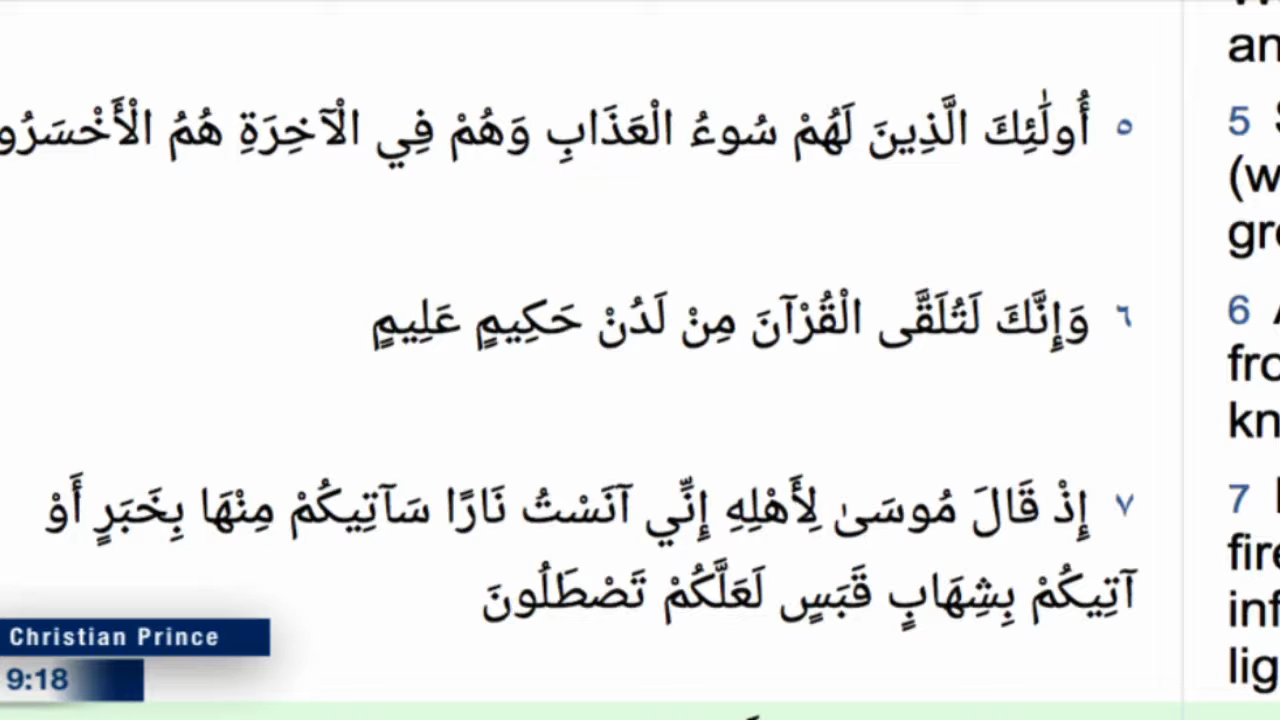 an
٥ أُولَٰئِكَ الَّذِينَ لَهُمْ سُوءُ الْعَذَابِ وَهُمْ فِي الْآخِرَةِ هُمُ الْأَخْسَرُو
5
(w
gro
٦ وَإِنَّكَ لَتُلَقَّى الْقُرْآنَ مِنْ لَدُنْ حَكِيمٍ عَلِيمٍ
6
fro
kn
٧ إِذْ قَالَ مُوسَىٰ لِأَهْلِهِ إِنِّي آنَسْتُ نَارًا سَآتِيكُمْ مِنْهَا بِخَبَرٍ أَوْ
آتِيكُمْ بِشِهَابٍ قَبَسٍ لَعَلَّكُمْ تَصْطَلُونَ
7
fire
inf
lig
Christian Prince
9:18